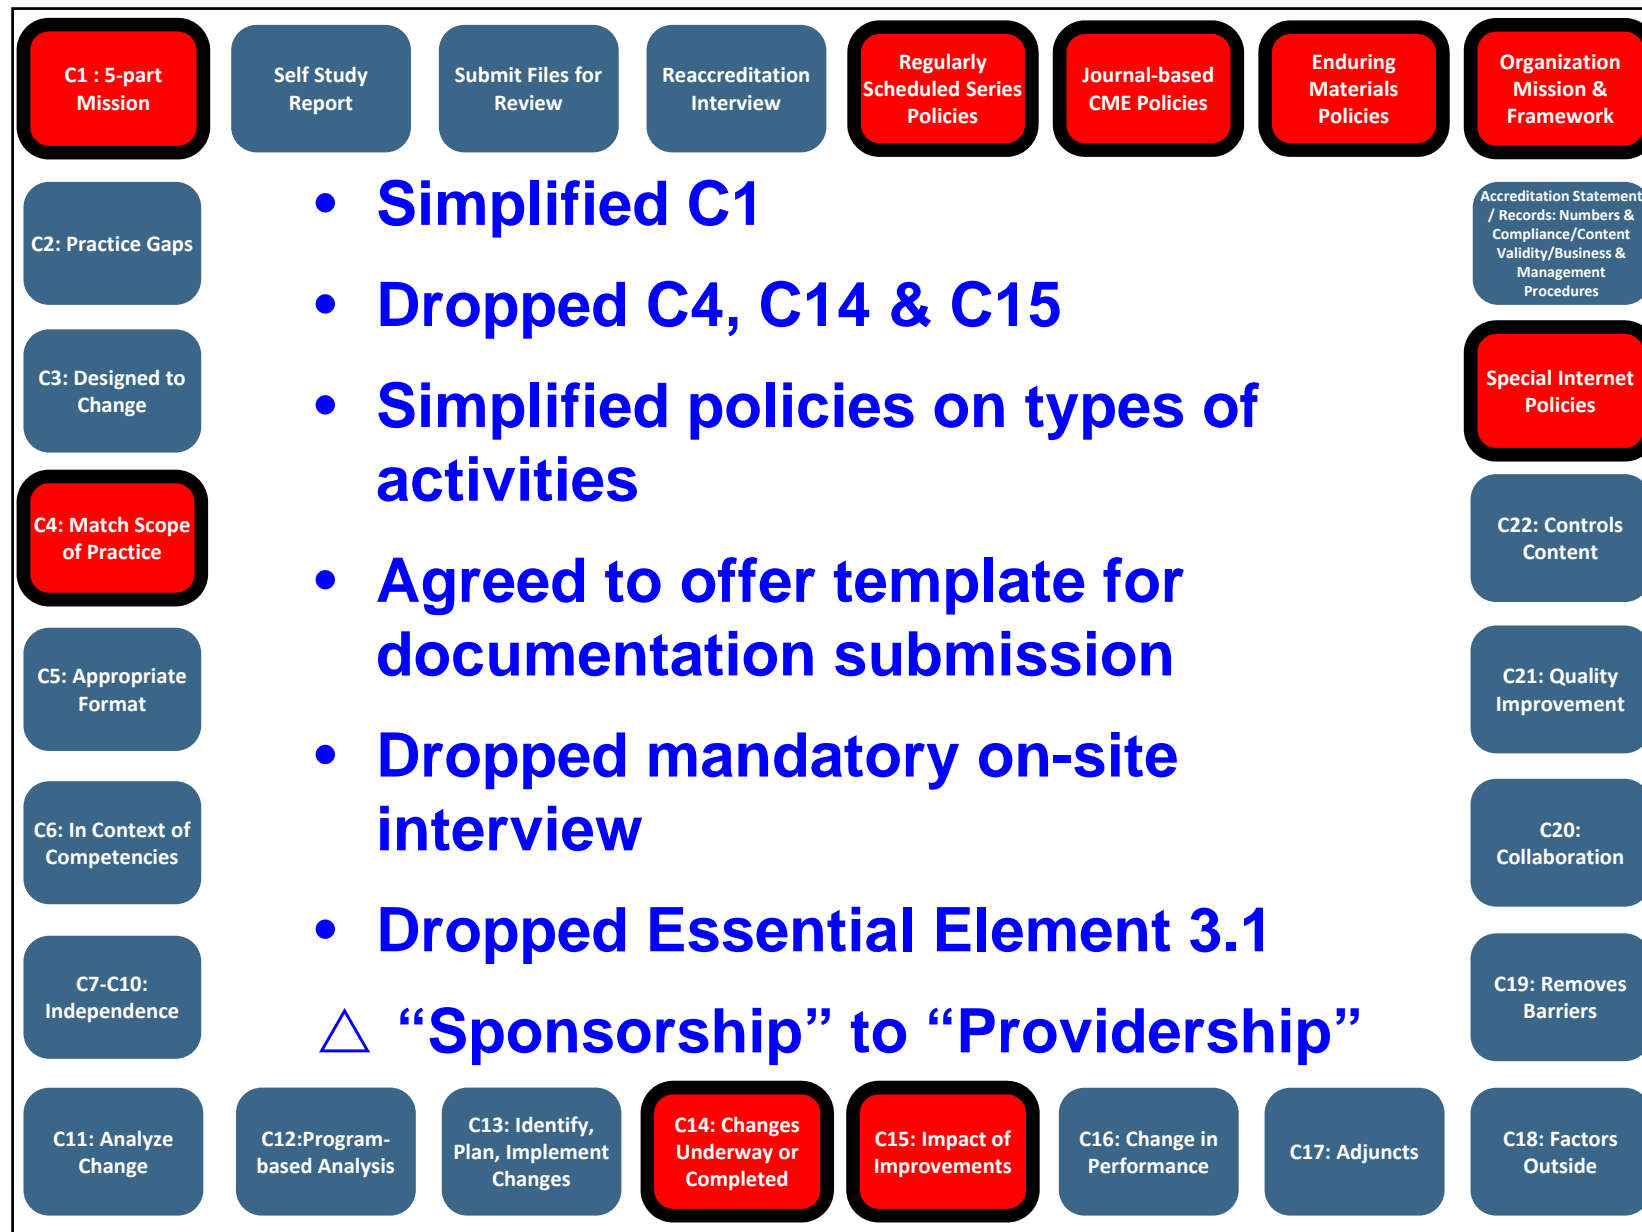 C1 : 5-part
Mission
Self Study
Report
Submit Files for
Review
Reaccreditation
Interview
Regularly
Scheduled Series
Policies
Journal-based
CME Policies
Enduring
Materials
Policies
Organization
Mission &
Framework
C2: Practice Gaps
C3: Designed to
Change
C4: Match Scope
of Practice
C5: Appropriate
Format
C6: In Context of
Competencies
C7-C10:
Independence
• Simplified C1
• Dropped C4, C14 & C15
• Simplified policies on types of
activities
• Agreed to offer template for
documentation submission
• Dropped mandatory on-site
interview
• Dropped Essential Element 3.1
△ “Sponsorship” to “Providership”
Accreditation Statement
/ Records: Numbers &
Compliance/Content
Validity/Business &
Management
Procedures
Special Internet
Policies
C22: Controls
Content
C21: Quality
Improvement
C20:
Collaboration
C19: Removes
Barriers
C11: Analyze
Change
C12:Program-
based Analysis
C13: Identify,
Plan, Implement
Changes
C14: Changes
Underway or
Completed
C15: Impact of
Improvements
C16: Change in
Performance
C17: Adjuncts
C18: Factors
Outside